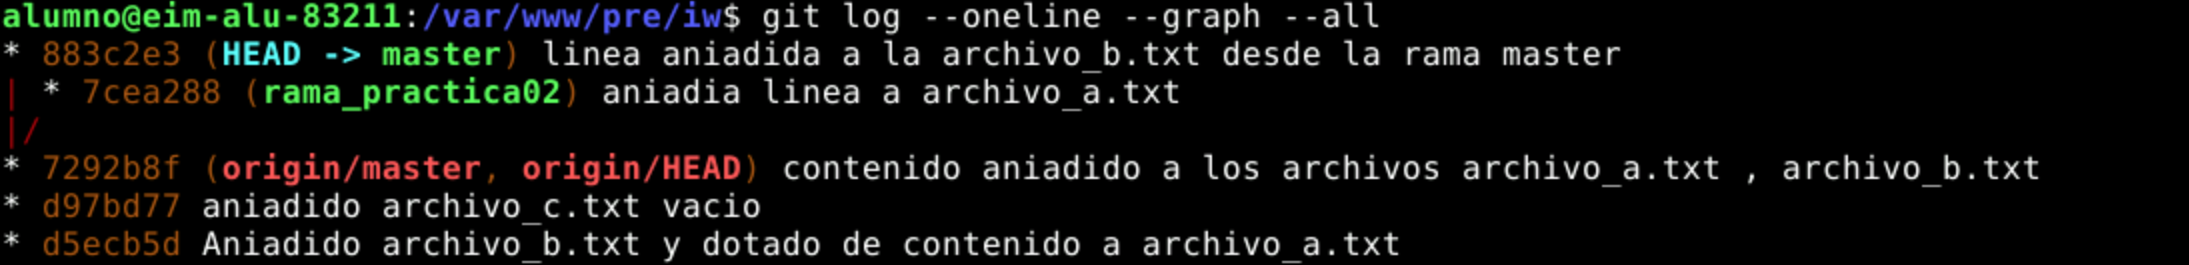 alumno@eim-alu-83211:/var/www/pre/iw$ git log --oneline --graph --all
* 883c2e3 (HEAD -> master) linea aniadida a la archivo_b.txt desde la rama master
| * 7cea288 (rama_practica02) aniadia linea a archivo_a.txt
|/
* 7292b8f (origin/master, origin/HEAD) contenido aniadido a los archivos archivo_a.txt , archivo_b.txt
* d97bd77 aniadido archivo_c.txt vacio
* d5ecb5d Aniadido archivo_b.txt y dotado de contenido a archivo_a.txt